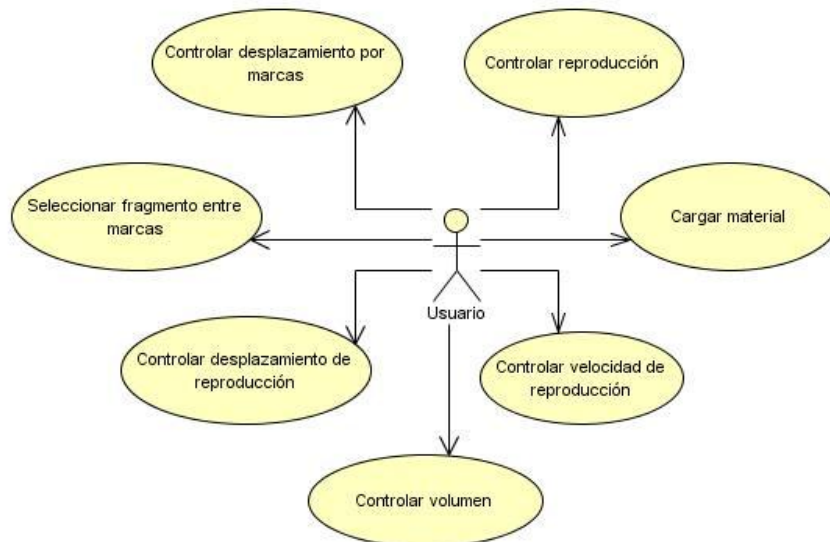 Controlar desplazamiento por
marcas
Controlar reproducción
Seleccionar fragmento entre
marcas
Cargar material
Usuario
Controlar desplazamiento de
reproducción
Controlar velocidad de
reproducción
Controlar volumen